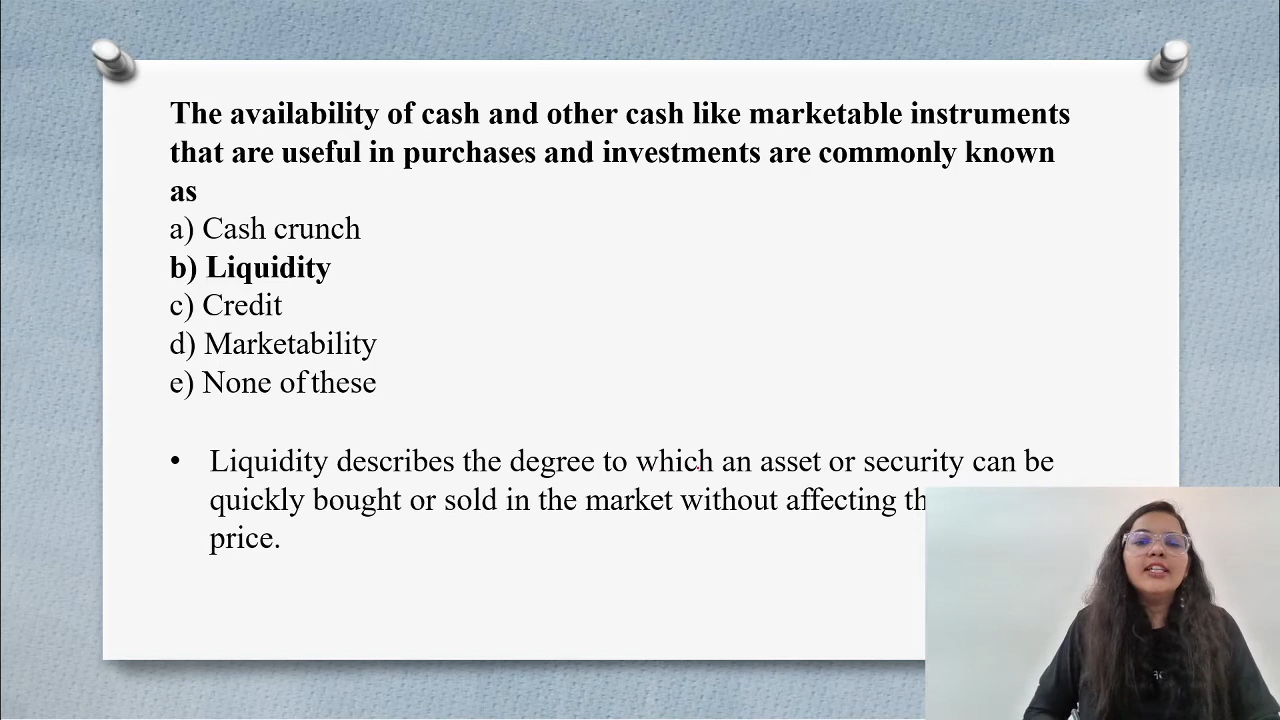 The availability of cash and other cash like marketable instruments
that are useful in purchases and investments are commonly known
as
a) Cash crunch
b) Liquidity
c) Credit
d) Marketability
e) None of these
• Liquidity describes the degree to which an asset or security can be
quickly bought or sold in the market without affecting
price.